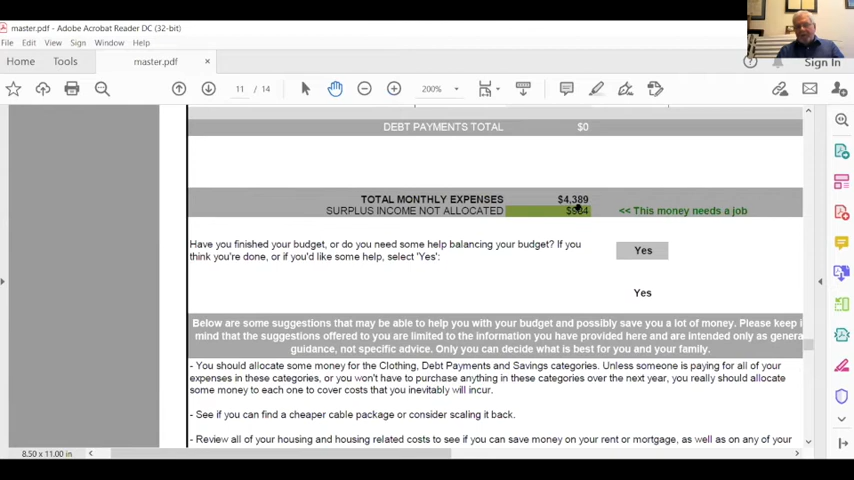 master.pdf - Adobe Acrobat Reader DC (32-bit)
File Edit View Sign Window Help
Home Tools master.pdf × Sign In
11 / 14 200%
DEBT PAYMENTS TOTAL $0
TOTAL MONTHLY EXPENSES $4,389
SURPLUS INCOME NOT ALLOCATED << This money needs a job
Have you finished your budget, or do you need some help balancing your budget? If you
think you're done, or if you'd like some help, select 'Yes': Yes
Yes
Below are some suggestions that may be able to help you with your budget and possibly save you a lot of money. Please keep i
mind that the suggestions offered to you are limited to the information you have provided here and are intended only as genera
guidance, not specific advice. Only you can decide what is best for you and your family.
- You should allocate some money for the Clothing, Debt Payments and Savings categories. Unless someone is paying for all of your
expenses in these categories, or you won't have to purchase anything in these categories over the next year, you really should allocate
some money to each one to cover costs that you inevitably will incur.
- See if you can find a cheaper cable package or consider scaling it back.
- Review all of your housing and housing related costs to see if you can save money on your rent or mortgage, as well as on any of your
8.50 x 11.00 in